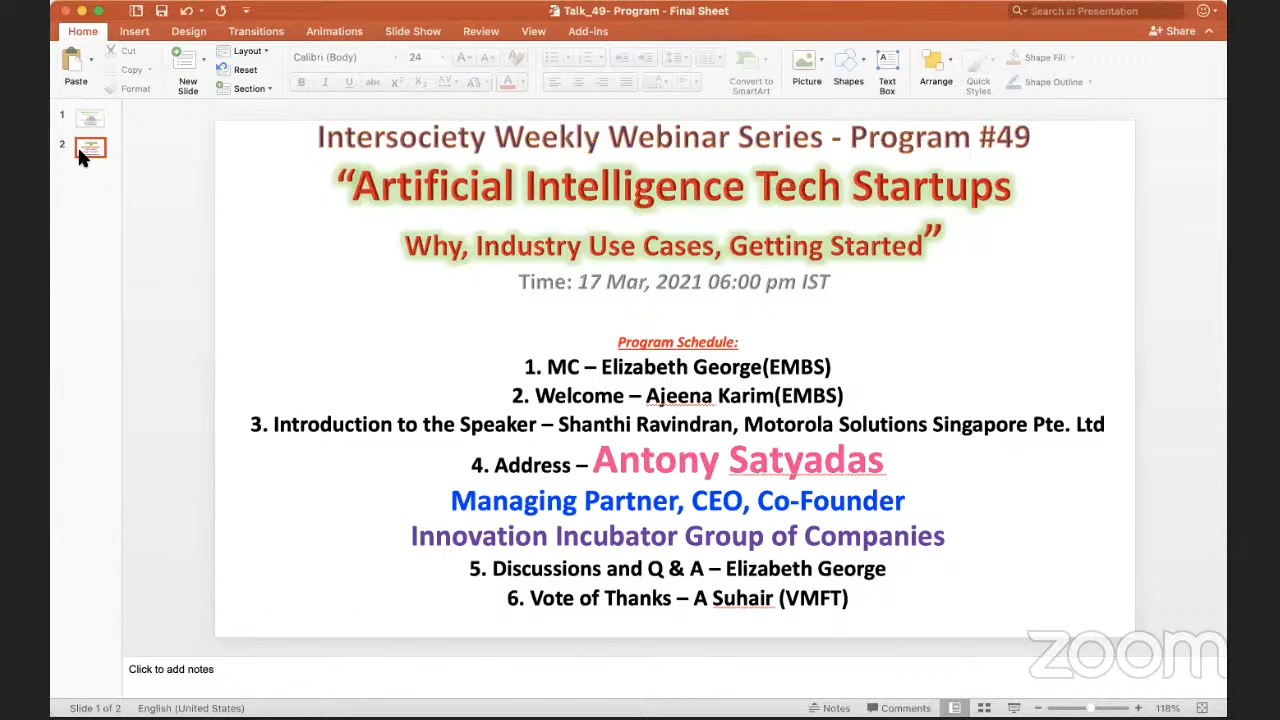 Talk_49- Program - Final Sheet
Search in Presentation
Home Insert Design Transitions Animations Slide Show Review View Add-ins
Share
Paste
Cut
Copy
Format
New Slide
Layout
Reset
Section
Calibri (Body) 24
Convert to SmartArt
Picture
Shapes
Text Box
Arrange
Quick Styles
Shape Fill
Shape Outline
1
2
Intersociety Weekly Webinar Series - Program #49
“Artificial Intelligence Tech Startups
Why, Industry Use Cases, Getting Started”
Time: 17 Mar, 2021 06:00 pm IST
Program Schedule:
1. MC – Elizabeth George(EMBS)
2. Welcome – Ajeena Karim(EMBS)
3. Introduction to the Speaker – Shanthi Ravindran, Motorola Solutions Singapore Pte. Ltd
4. Address – Antony Satyadas
Managing Partner, CEO, Co-Founder
Innovation Incubator Group of Companies
5. Discussions and Q & A – Elizabeth George
6. Vote of Thanks – A Suhair (VMFT)
zoom
Click to add notes
Slide 1 of 2 English (United States) Notes Comments 118%